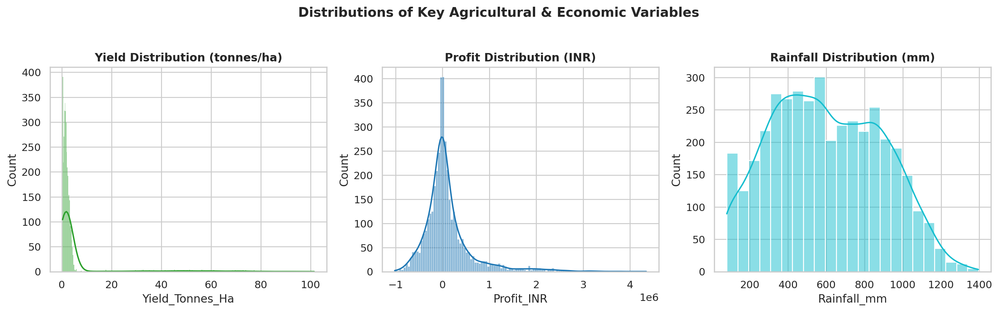 Distributions of Key Agricultural & Economic Variables
Yield Distribution (tonnes/ha)
400
350
300
250
200
150
100
50
0
Count
0 20 40 60 80 100
Yield_Tonnes_Ha
Profit Distribution (INR)
400
350
300
250
200
150
100
50
0
Count
−1 0 1 2 3 4
1e6
Profit_INR
Rainfall Distribution (mm)
300
250
200
150
100
50
0
Count
200 400 600 800 1000 1200 1400
Rainfall_mm